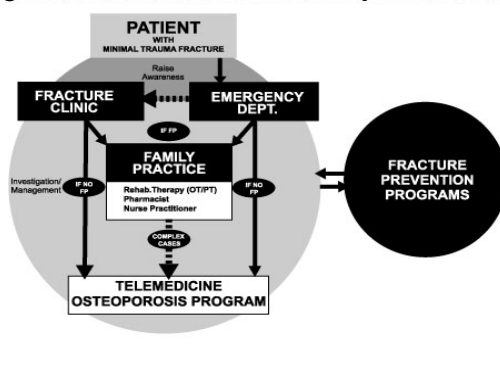 PATIENT
WITH
MINIMAL TRAUMA FRACTURE
Raise
Awareness
FRACTURE
CLINIC
EMERGENCY
DEPT.
IF FP
FAMILY
PRACTICE
Rehab.Therapy (OT/PT)
Pharmacist
Nurse Practitioner
Investigation/
Management
IF NO
FP
IF NO
FP
COMPLEX
CASES
TELEMEDICINE
OSTEOPOROSIS PROGRAM
FRACTURE
PREVENTION
PROGRAMS